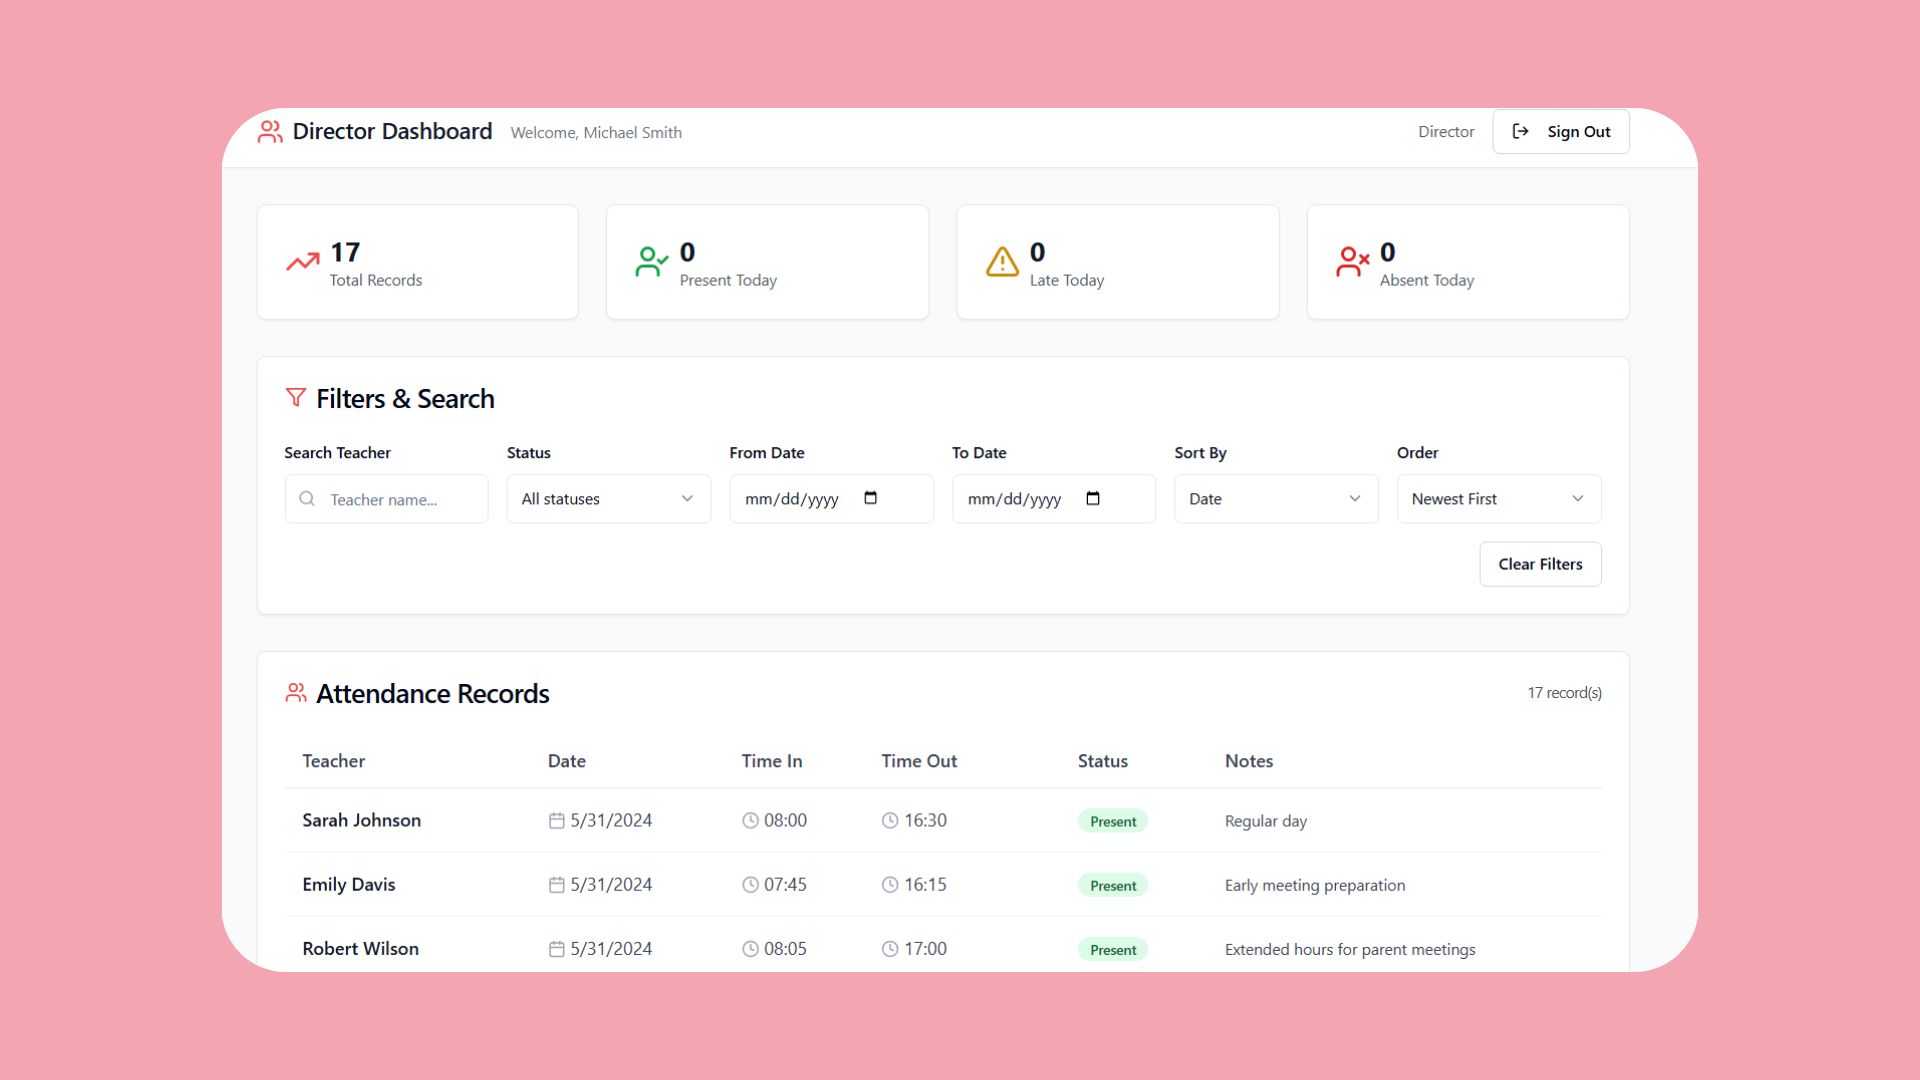 Director Dashboard Welcome, Michael Smith Director Sign Out
17 0 0 0
Total Records Present Today Late Today Absent Today
Filters & Search
Search Teacher Status From Date To Date Sort By Order
Teacher name... All statuses mm/dd/yyyy mm/dd/yyyy Date Newest First
Clear Filters
Attendance Records 17 record(s)
Teacher Date Time In Time Out Status Notes
Sarah Johnson 5/31/2024 08:00 16:30 Present Regular day
Emily Davis 5/31/2024 07:45 16:15 Present Early meeting preparation
Robert Wilson 5/31/2024 08:05 17:00 Present Extended hours for parent meetings